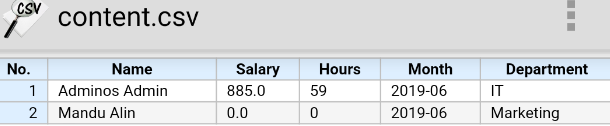 CSV
content.csv
No. Name Salary Hours Month Department
1 Adminos Admin 885.0 59 2019-06 IT
2 Mandu Alin 0.0 0 2019-06 Marketing